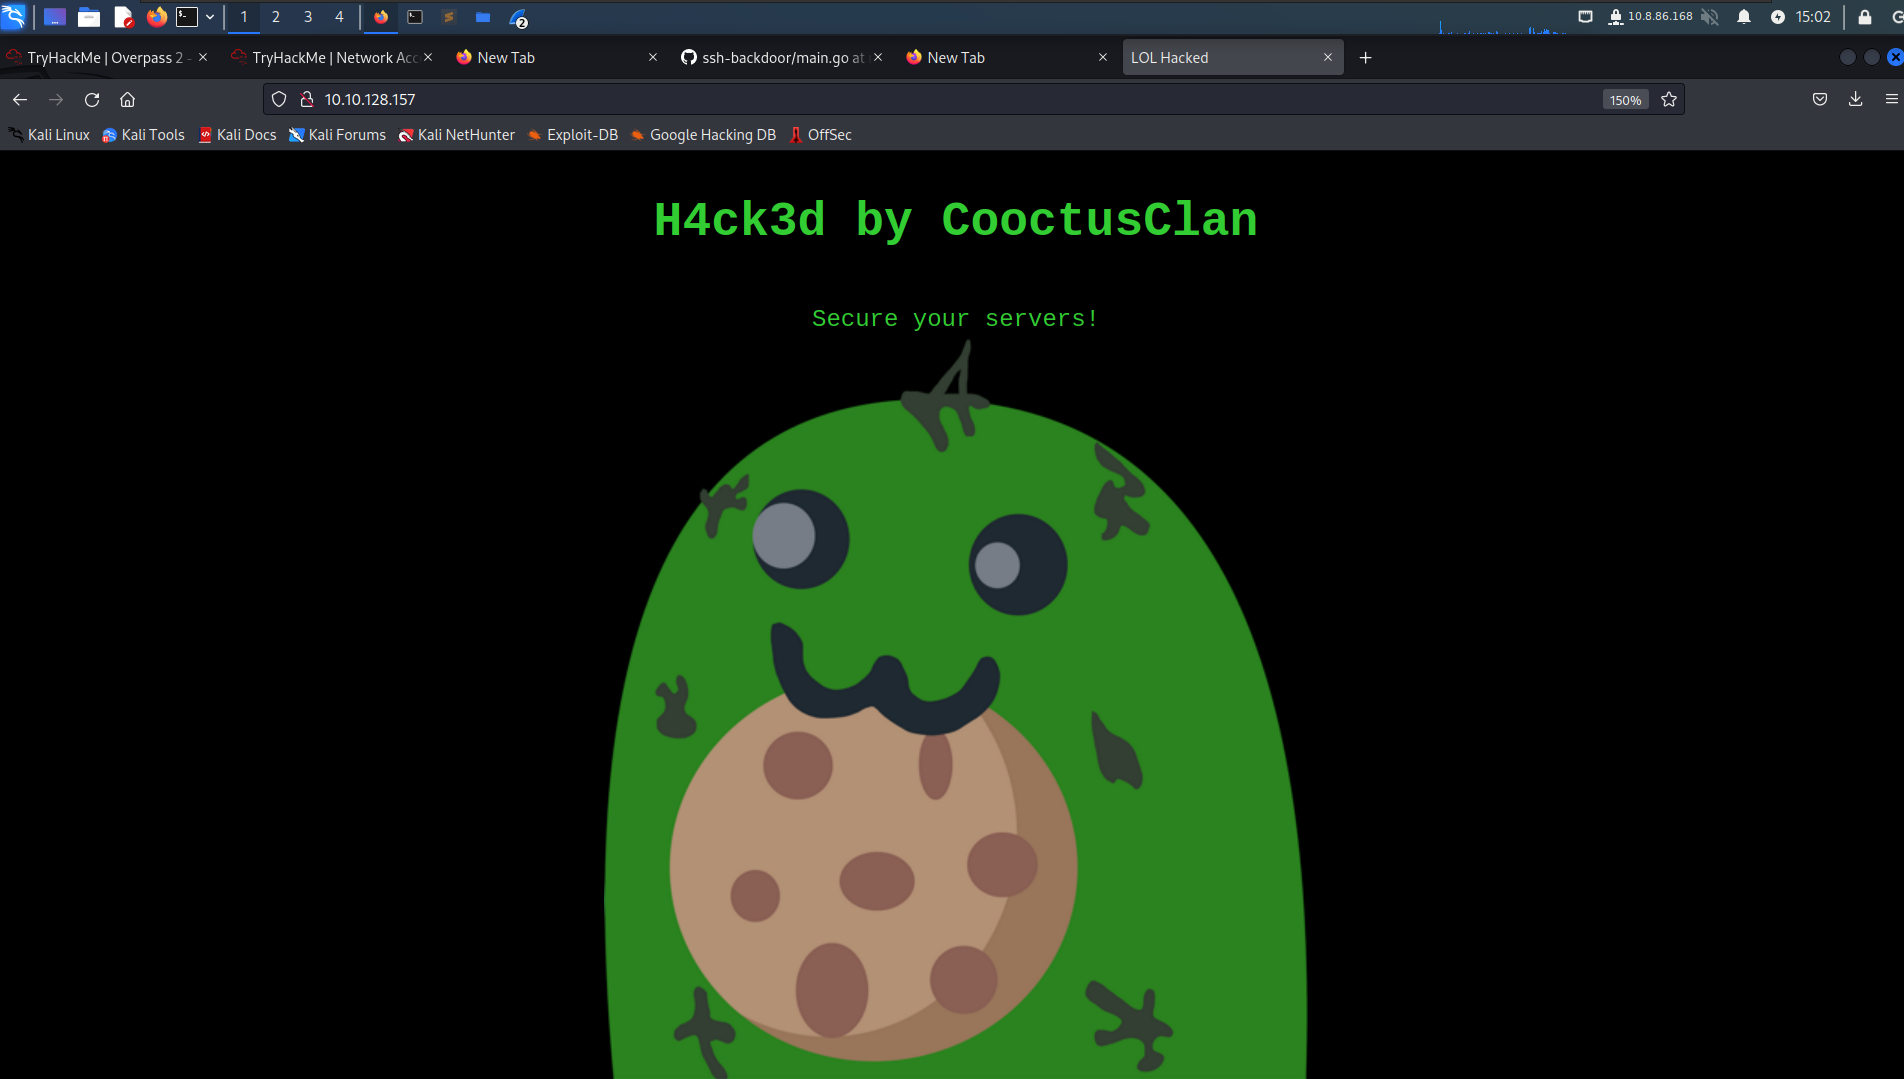 1 2 3 4 2 10.8.86.168 15:02
TryHackMe | Overpass 2 - TryHackMe | Network Acc New Tab ssh-backdoor/main.go at New Tab LOL Hacked
10.10.128.157 150%
Kali Linux Kali Tools Kali Docs Kali Forums Kali NetHunter Exploit-DB Google Hacking DB OffSec
H4ck3d by CooctusClan
Secure your servers!